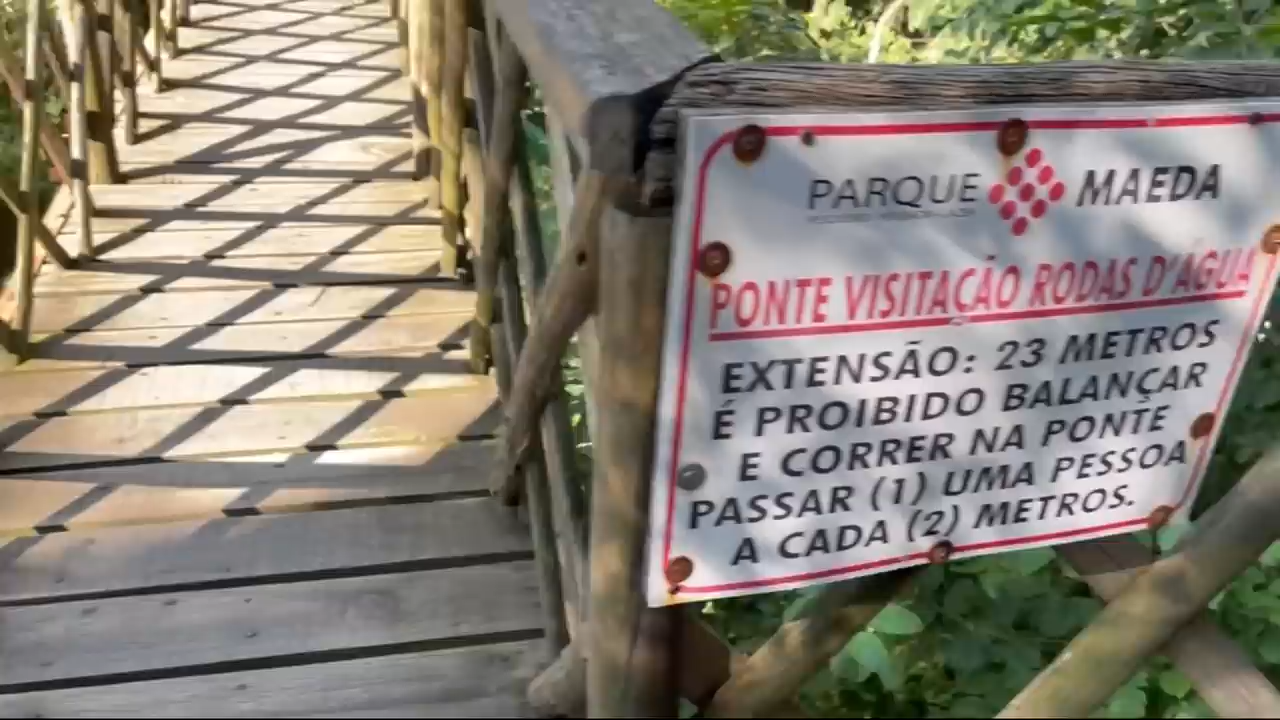 PARQUE MAEDA
PONTE VISITAÇÃO RODAS D'ÁGUA
EXTENSÃO: 23 METROS
É PROIBIDO BALANÇAR
E CORRER NA PONTE
PASSAR (1) UMA PESSOA
A CADA (2) METROS.